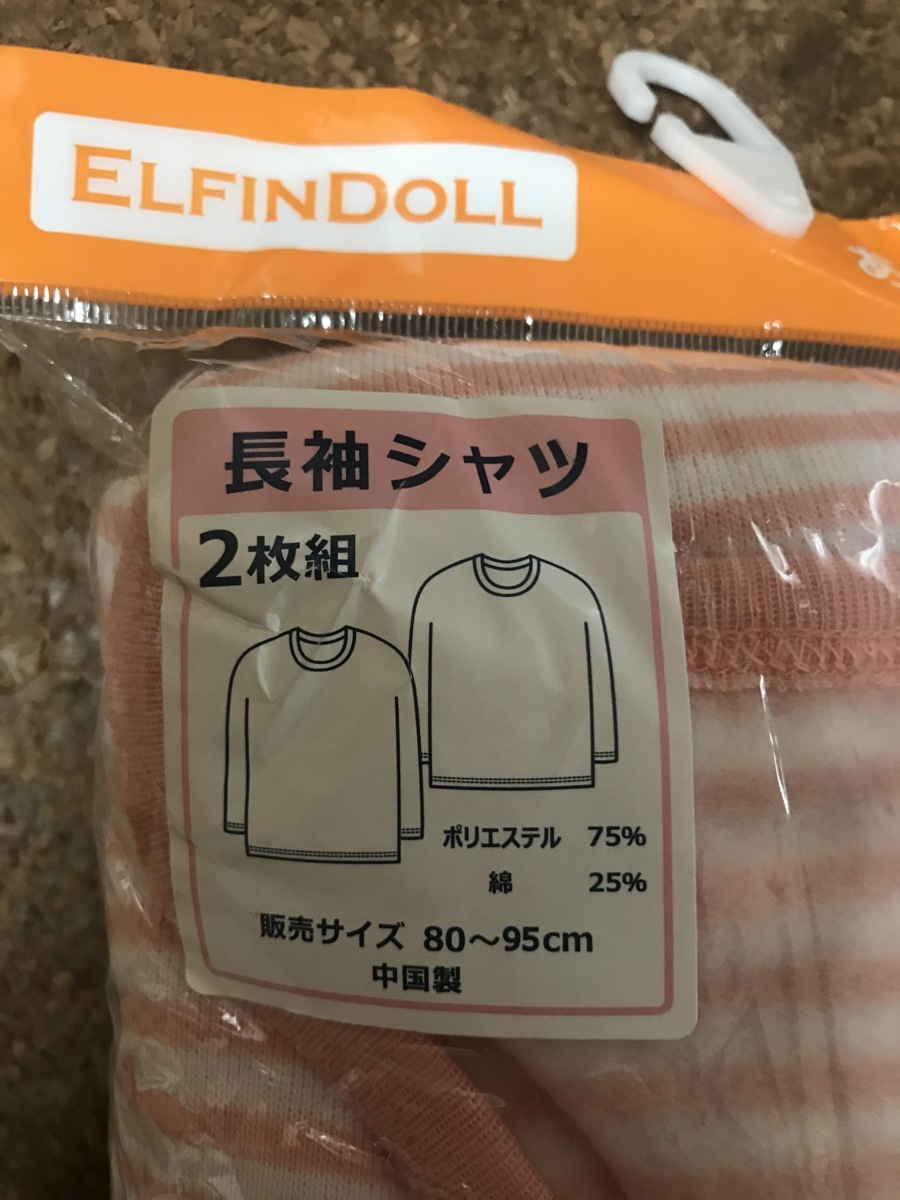 ELFINDOLL
長袖シャツ
2枚組
ポリエステル 75%
綿 25%
販売サイズ 80～95cm
中国製